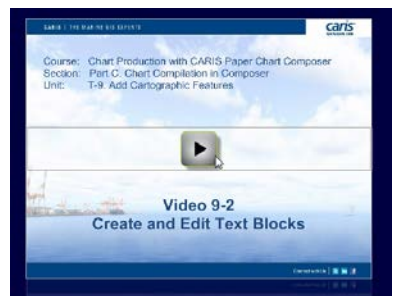 CARIS | THE MARINE GIS EXPERTS
caris
Course: Chart Production with CARIS Paper Chart Composer
Section: Part C. Chart Compilation in Composer
Unit: T-9. Add Cartographic Features
Video 9-2
Create and Edit Text Blocks